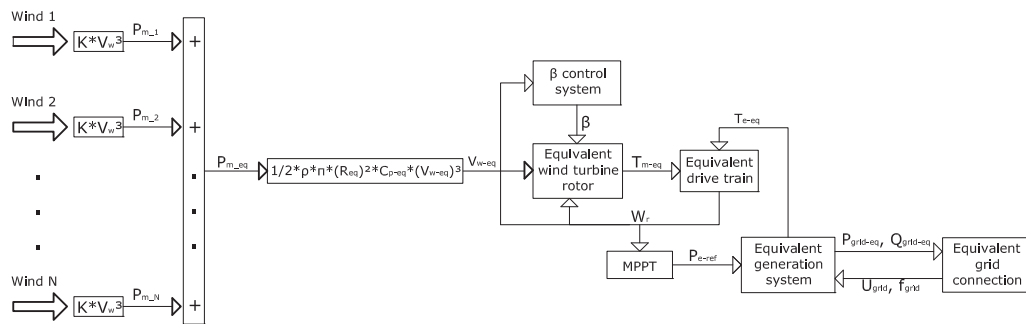 Wind 1
K*Vw³
Pm_1
+
Wind 2
K*Vw³
Pm_2
+
Pm_eq
1/2*ρ*π*(Req)²*Cp-eq*(Vw-eq)³
Vw-eq
β control
system
β
Equivalent
wind turbine
rotor
Tm-eq
Te-eq
Equivalent
drive train
Wr
MPPT
Pe-ref
Equivalent
generation
system
Pgrid-eq, Qgrid-eq
Ugrid, fgrid
Equivalent
grid
connection
Wind N
K*Vw³
Pm_N
+